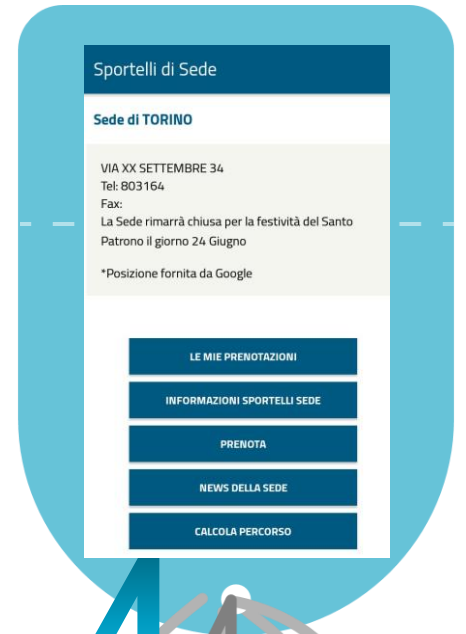 Sportelli di Sede
Sede di TORINO
VIA XX SETTEMBRE 34
Tel: 803164
Fax:
La Sede rimarrà chiusa per la festività del Santo
Patrono il giorno 24 Giugno
*Posizione fornita da Google
LE MIE PRENOTAZIONI
INFORMAZIONI SPORTELLI SEDE
PRENOTA
NEWS DELLA SEDE
CALCOLA PERCORSO